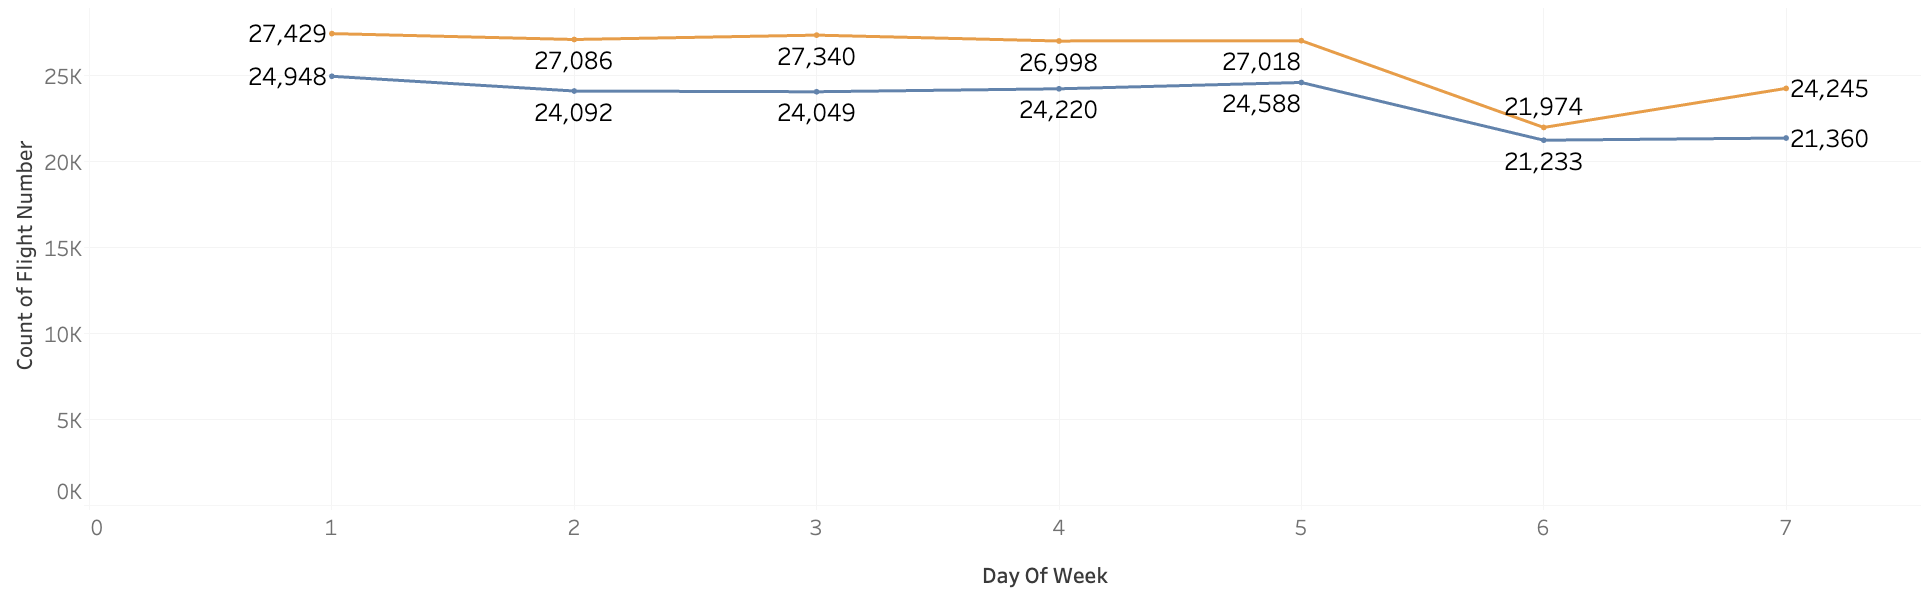 27,429
27,086
27,340
26,998
27,018
21,974
24,245
24,948
24,092
24,049
24,220
24,588
21,233
21,360
Count of Flight Number
25K
20K
15K
10K
5K
0K
0 1 2 3 4 5 6 7
Day Of Week